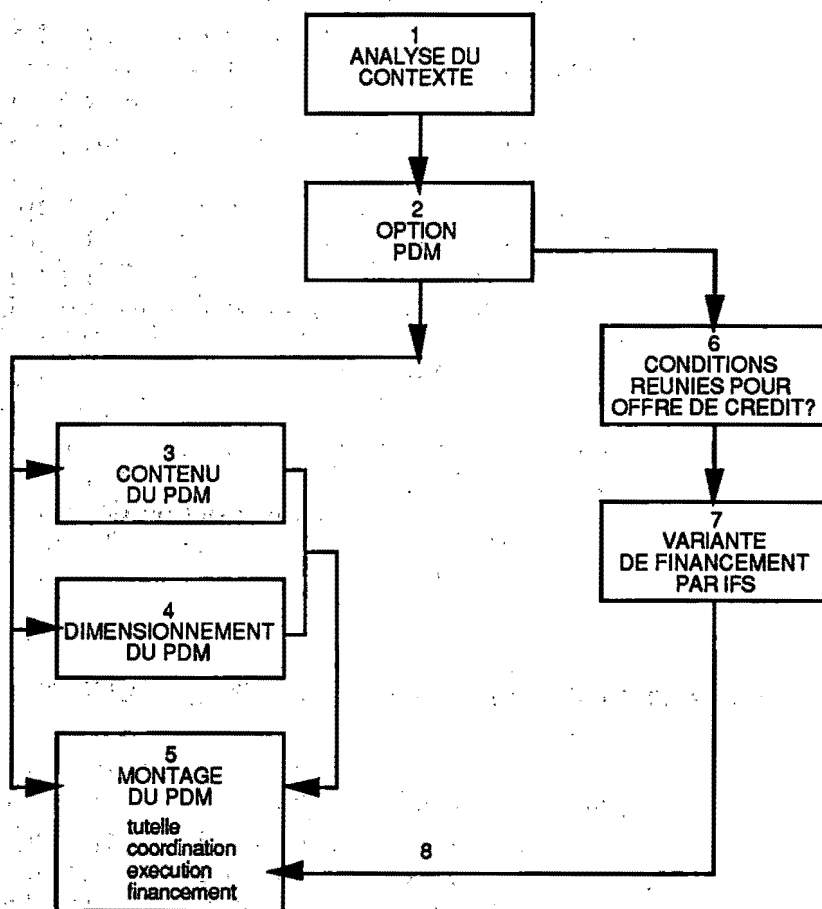 1
ANALYSE DU
CONTEXTE
2
OPTION
PDM
3
CONTENU
DU PDM
4
DIMENSIONNEMENT
DU PDM
5
MONTAGE
DU PDM
tutelle
coordination
execution
financement
6
CONDITIONS
REUNIES POUR
OFFRE DE CREDIT?
7
VARIANTE
DE FINANCEMENT
PAR IFS
8